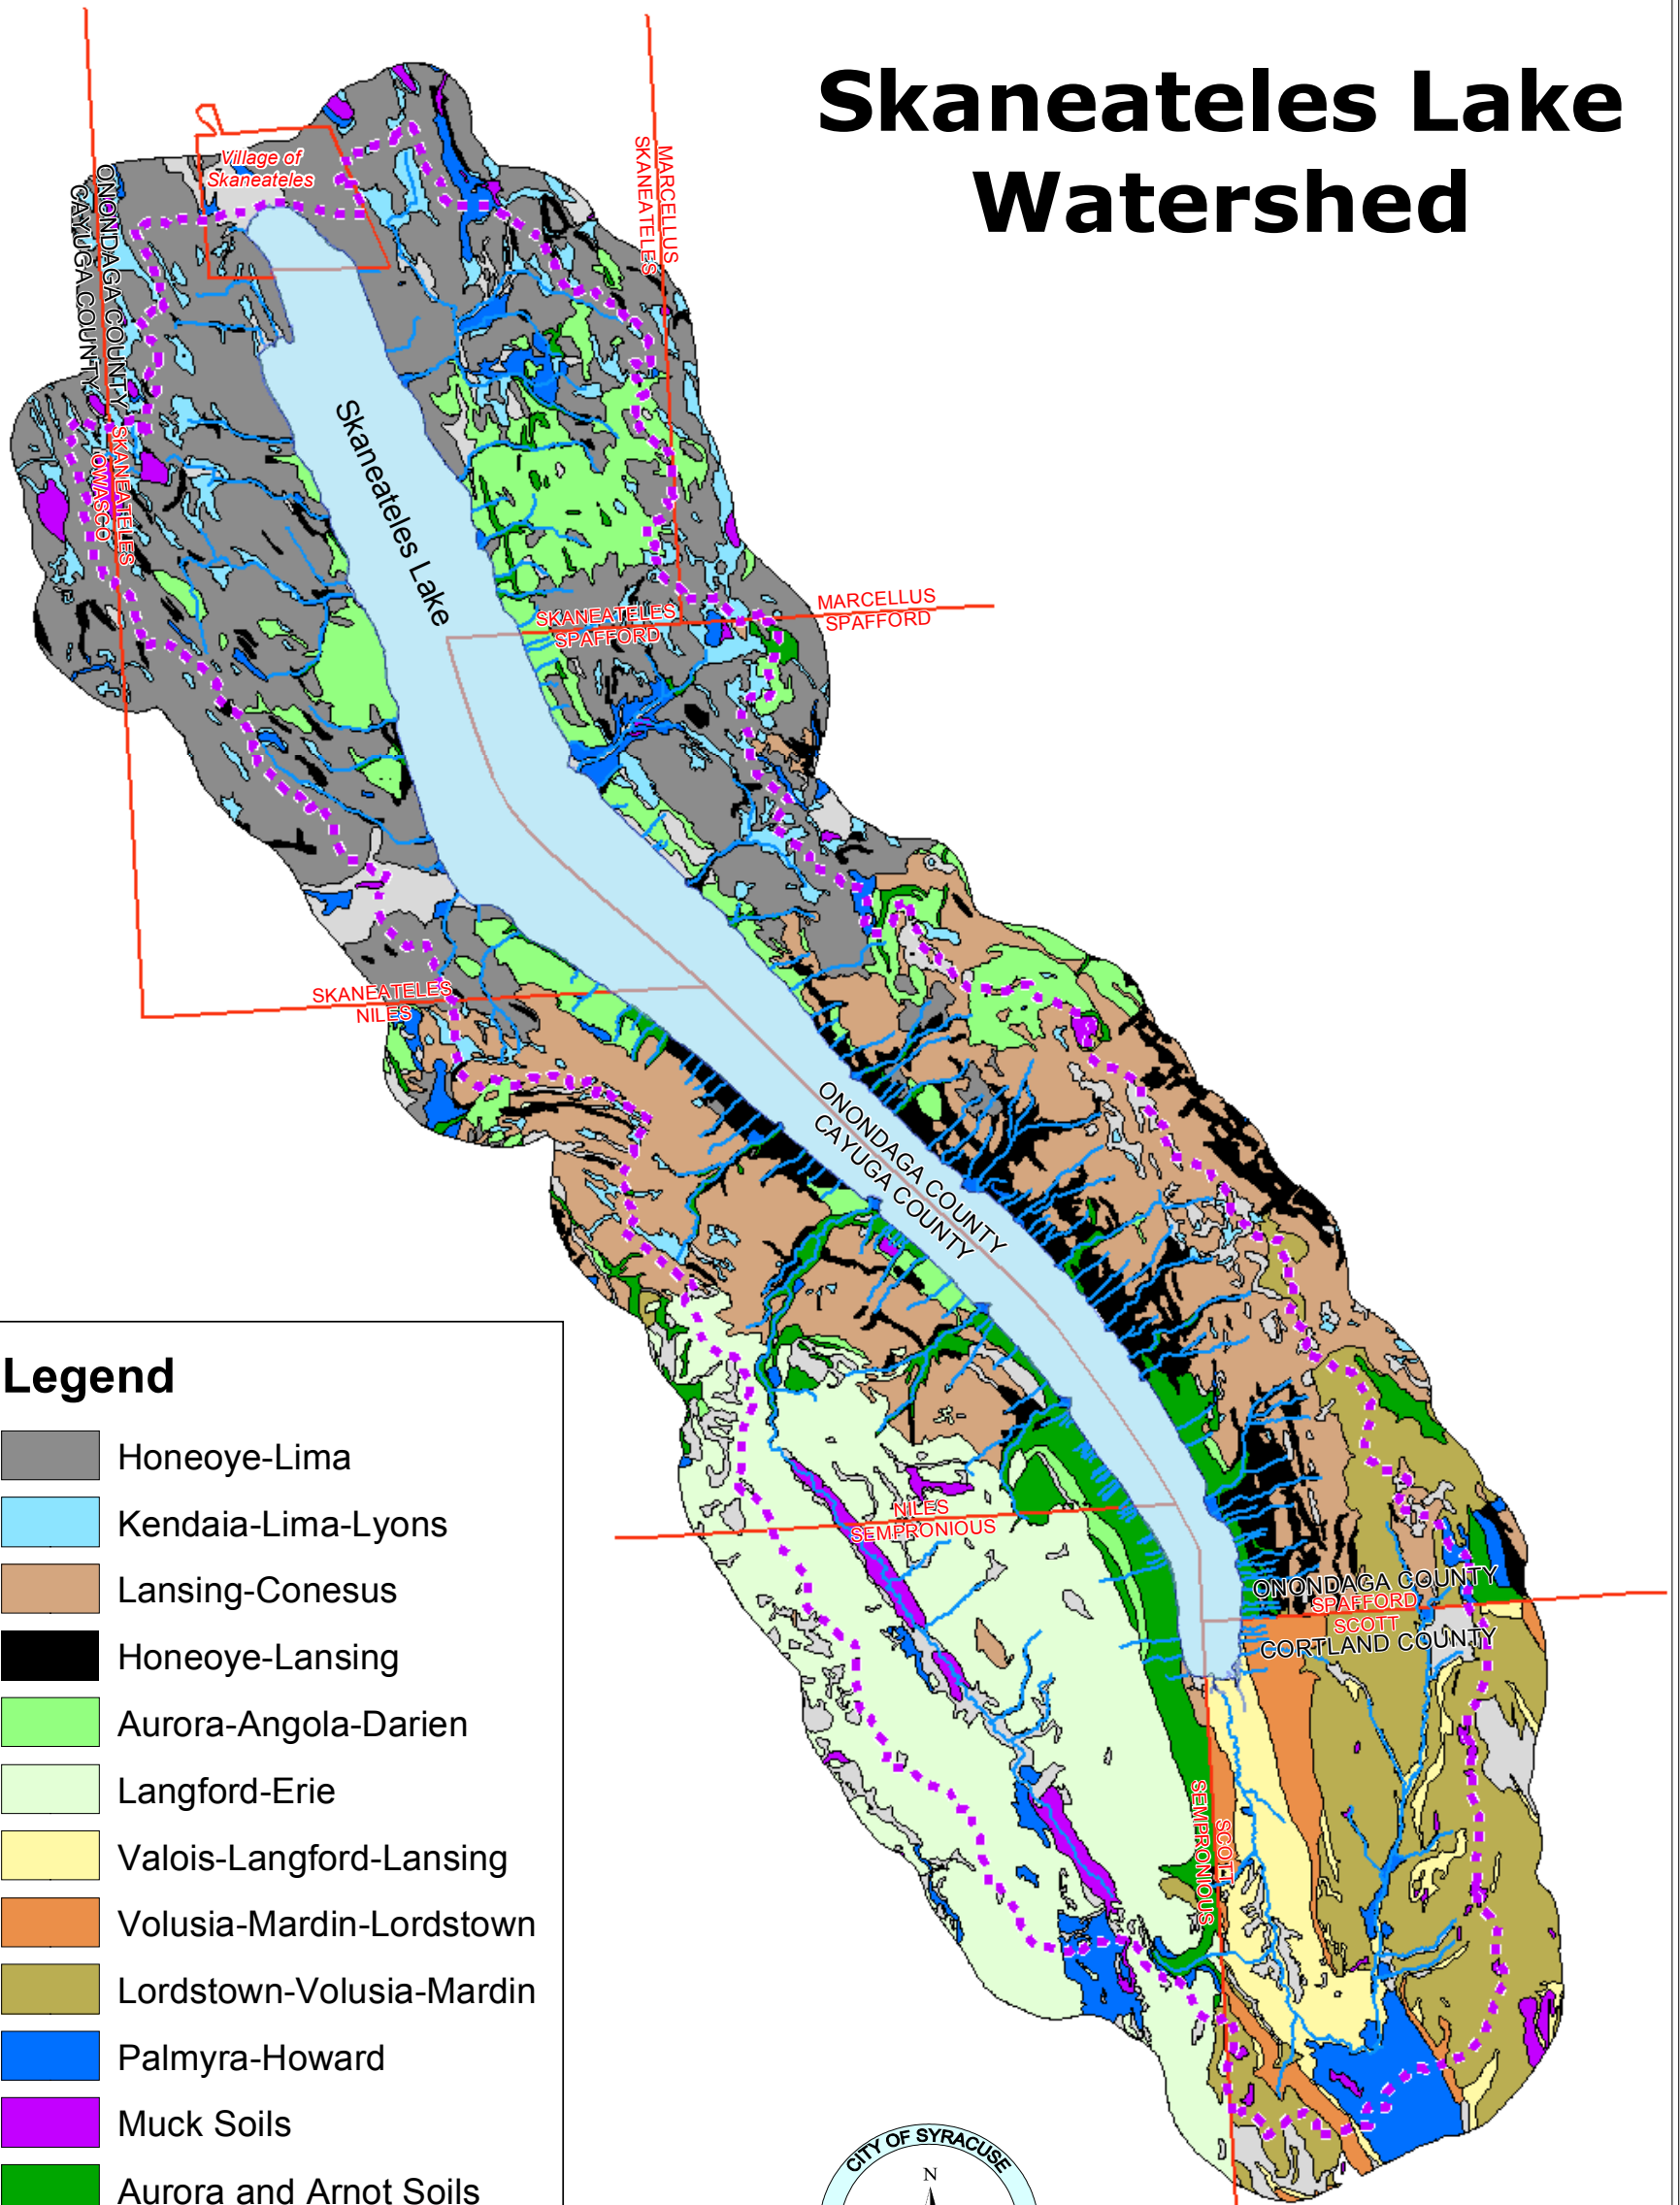 Skaneateles Lake
Watershed
Village of
Skaneateles
MARCELLUS
SKANEATELES
ONONDAGA COUNTY
CAYUGA COUNTY
SKANEATELES
OWASCO
Skaneateles Lake
SKANEATELES
SPAFFORD
MARCELLUS
SPAFFORD
SKANEATELES
NILES
ONONDAGA COUNTY
CAYUGA COUNTY
NILES
SEMPRONIOUS
ONONDAGA COUNTY
SPAFFORD
SCOTT
CORTLAND COUNTY
SCOTT
SEMPRONIOUS
Legend
Honeoye-Lima
Kendaia-Lima-Lyons
Lansing-Conesus
Honeoye-Lansing
Aurora-Angola-Darien
Langford-Erie
Valois-Langford-Lansing
Volusia-Mardin-Lordstown
Lordstown-Volusia-Mardin
Palmyra-Howard
Muck Soils
Aurora and Arnot Soils
CITY OF SYRACUSE
N